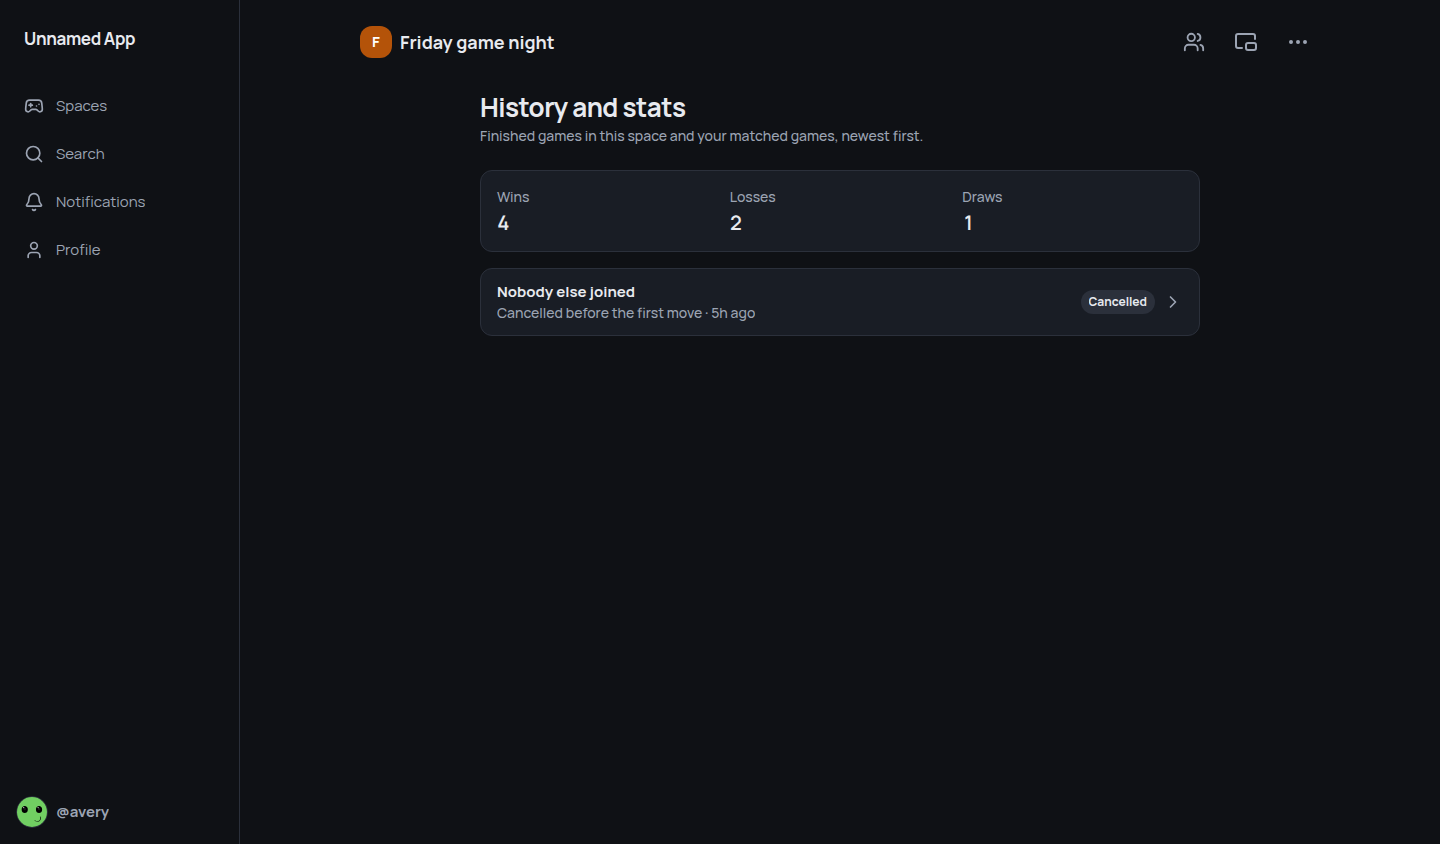 Unnamed App
Spaces
Search
Notifications
Profile
@avery
F
Friday game night
History and stats
Finished games in this space and your matched games, newest first.
Wins
4
Losses
2
Draws
1
Nobody else joined
Cancelled before the first move · 5h ago
Cancelled